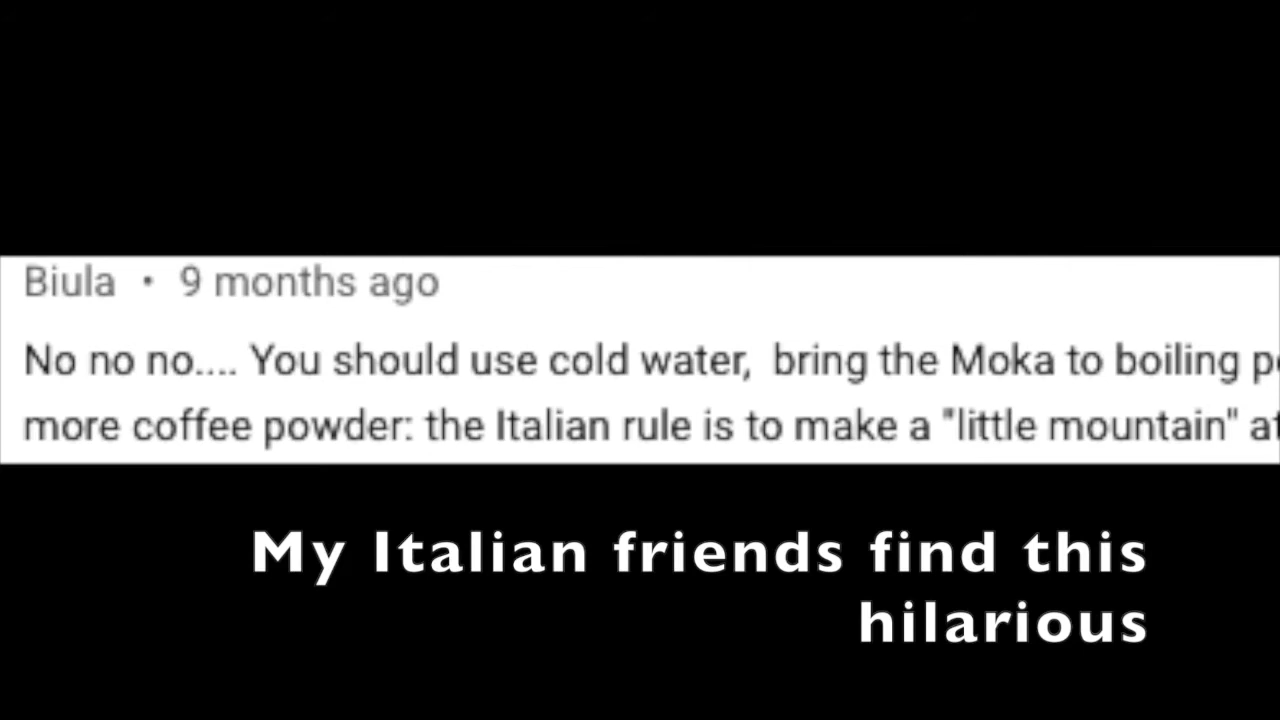 Biula • 9 months ago
No no no.... You should use cold water, bring the Moka to boiling
more coffee powder: the Italian rule is to make a "little mountain"
My Italian friends find this
hilarious